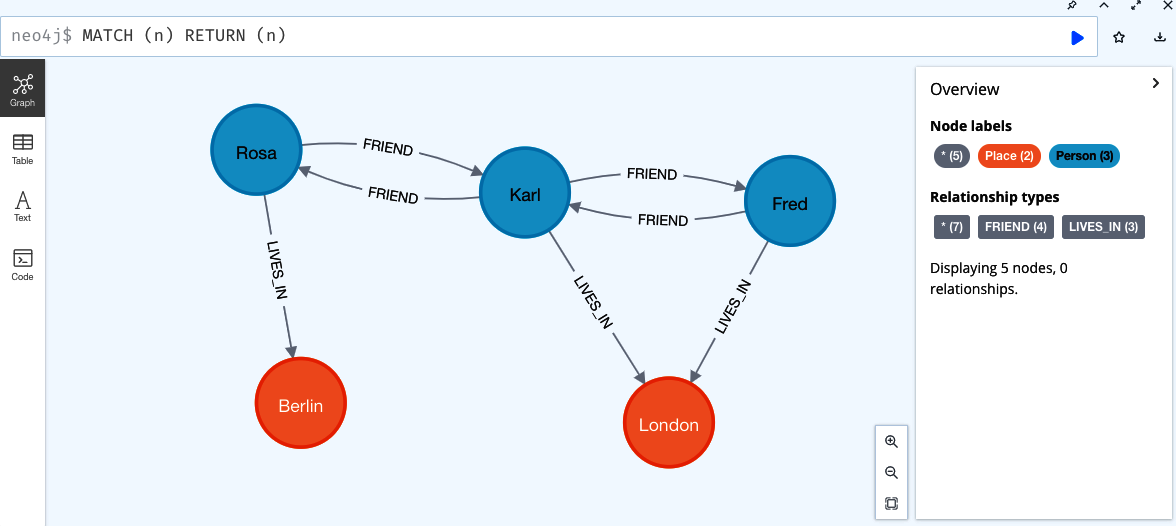 neo4j$ MATCH (n) RETURN (n)
Graph
Table
Text
Code
Rosa
FRIEND
FRIEND
Karl
FRIEND
FRIEND
Fred
LIVES_IN
LIVES_IN
LIVES_IN
Berlin
London
Overview
Node labels
* (5) Place (2) Person (3)
Relationship types
* (7) FRIEND (4) LIVES_IN (3)
Displaying 5 nodes, 0
relationships.